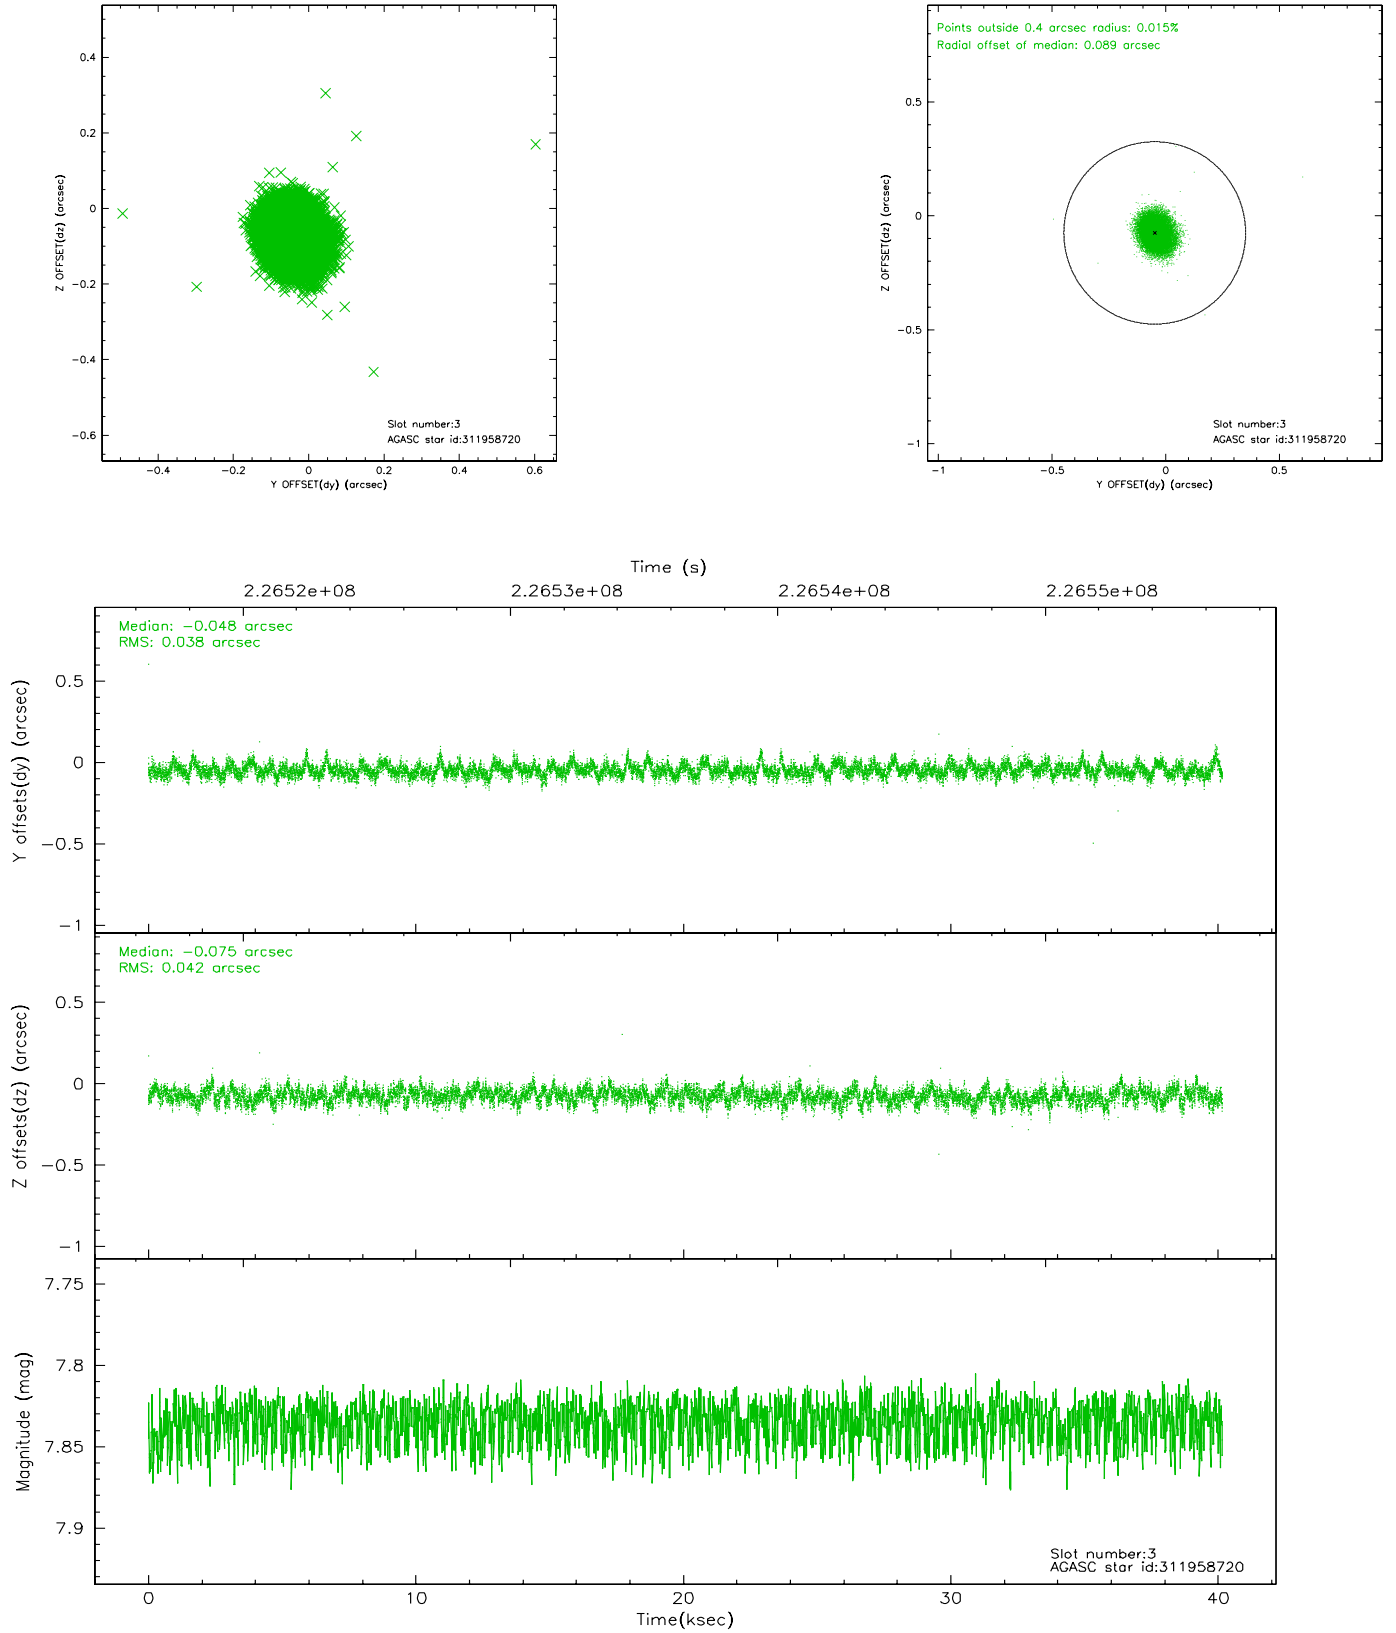 0.4
0.2
0
−0.2
−0.4
−0.6
Z OFFSET(dz) (arcsec)
−0.4 −0.2 0 0.2 0.4 0.6
Y OFFSET(dy) (arcsec)
Slot number:3
AGASC star id:311958720
Points outside 0.4 arcsec radius: 0.015%
Radial offset of median: 0.089 arcsec
0.5
0
−0.5
−1
Z OFFSET(dz) (arcsec)
−1 −0.5 0 0.5
Y OFFSET(dy) (arcsec)
Slot number:3
AGASC star id:311958720
Time (s)
2.2652e+08 2.2653e+08 2.2654e+08 2.2655e+08
Median: −0.048 arcsec
RMS: 0.038 arcsec
0.5
0
−0.5
−1
Y offsets(dy) (arcsec)
Median: −0.075 arcsec
RMS: 0.042 arcsec
0.5
0
−0.5
−1
Z offsets(dz) (arcsec)
7.75
7.8
7.85
7.9
Magnitude (mag)
Slot number:3
AGASC star id:311958720
0 10 20 30 40
Time(ksec)